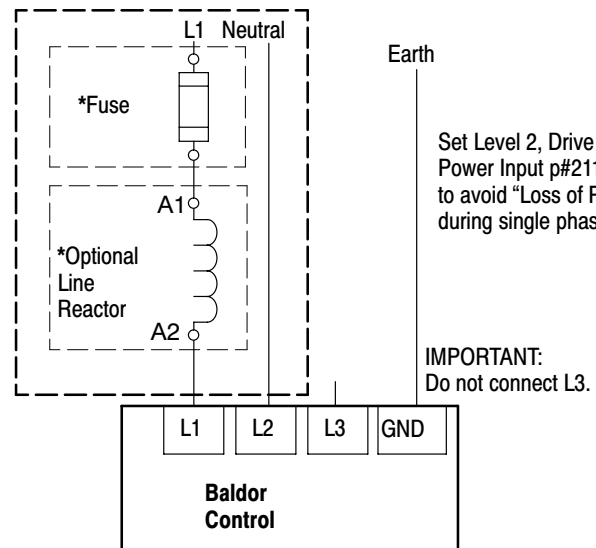 L1 Neutral
Earth
*Fuse
Set Level 2, Drive
Power Input p#211
to avoid “Loss of
during single
A1
*Optional
Line
Reactor
A2
IMPORTANT:
Do not connect L3.
L1 L2 L3 GND
Baldor
Control